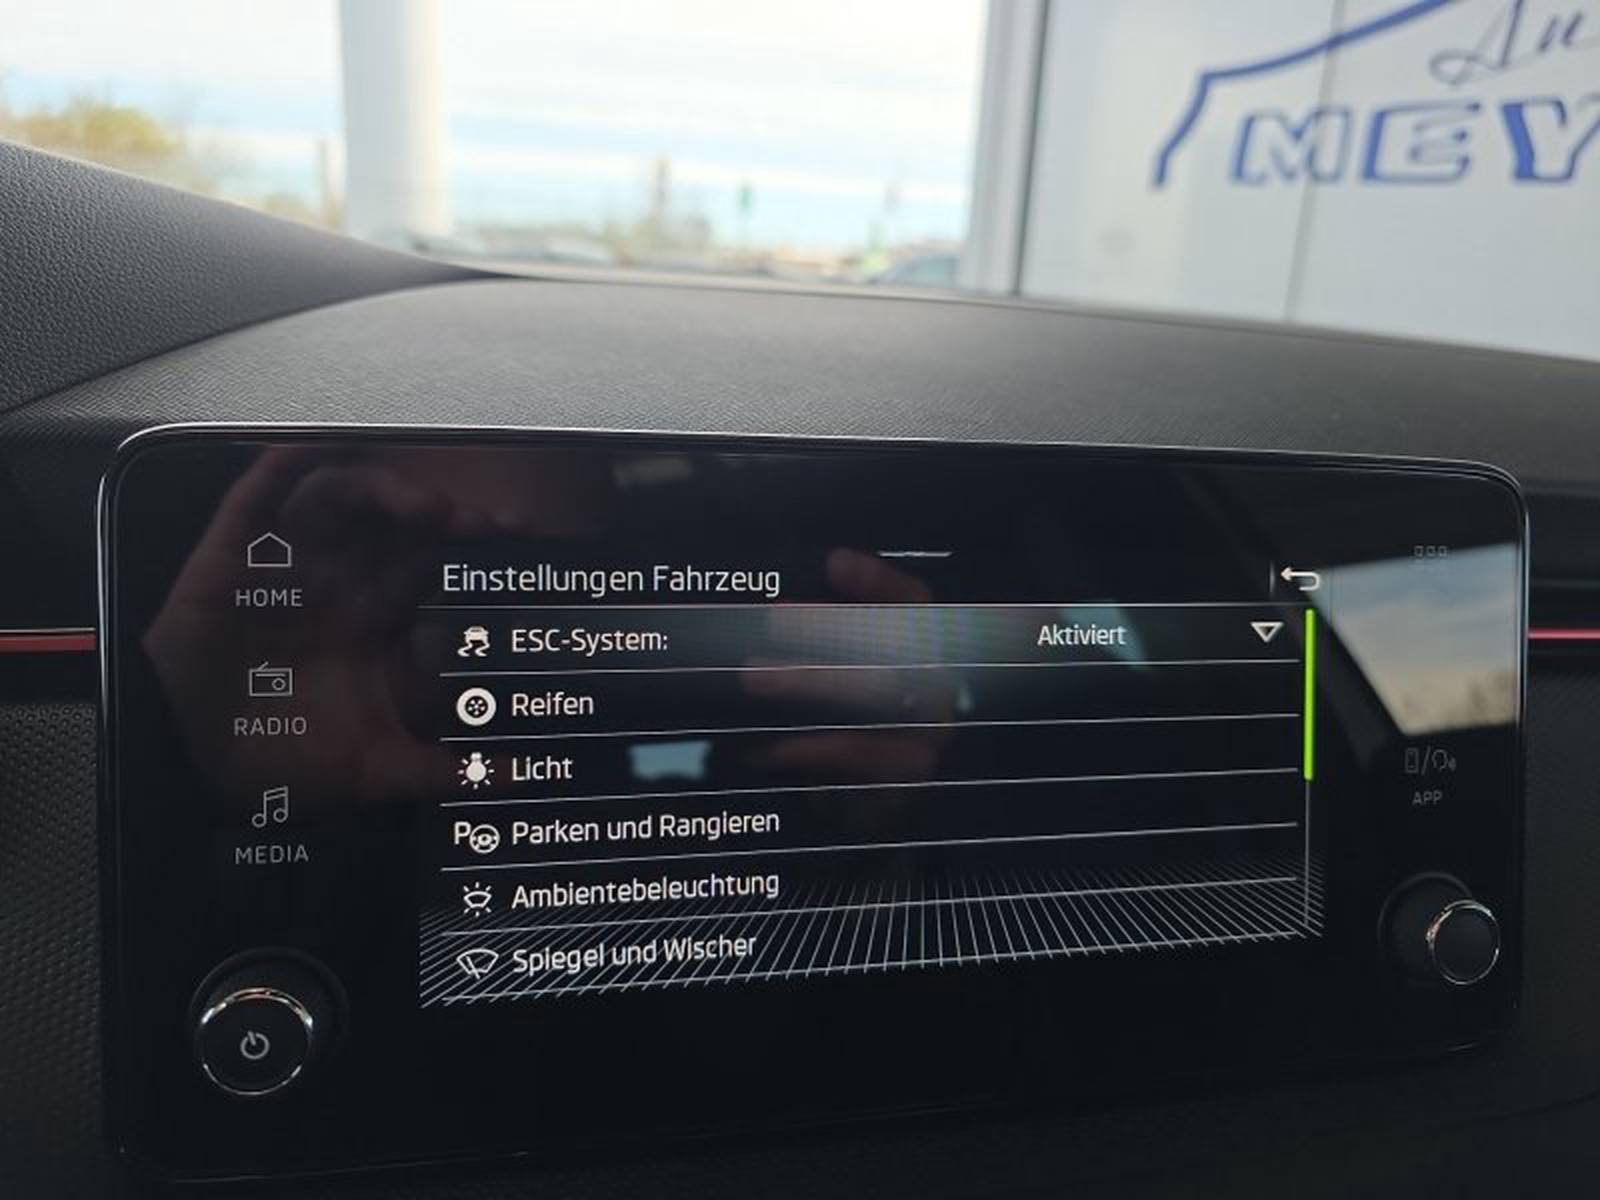 Au
MEY
HOME
RADIO
MEDIA
Einstellungen Fahrzeug
ESC-System: Aktiviert
Reifen
Licht
P Parken und Rangieren
Ambientebeleuchtung
Spiegel und Wischer
APP